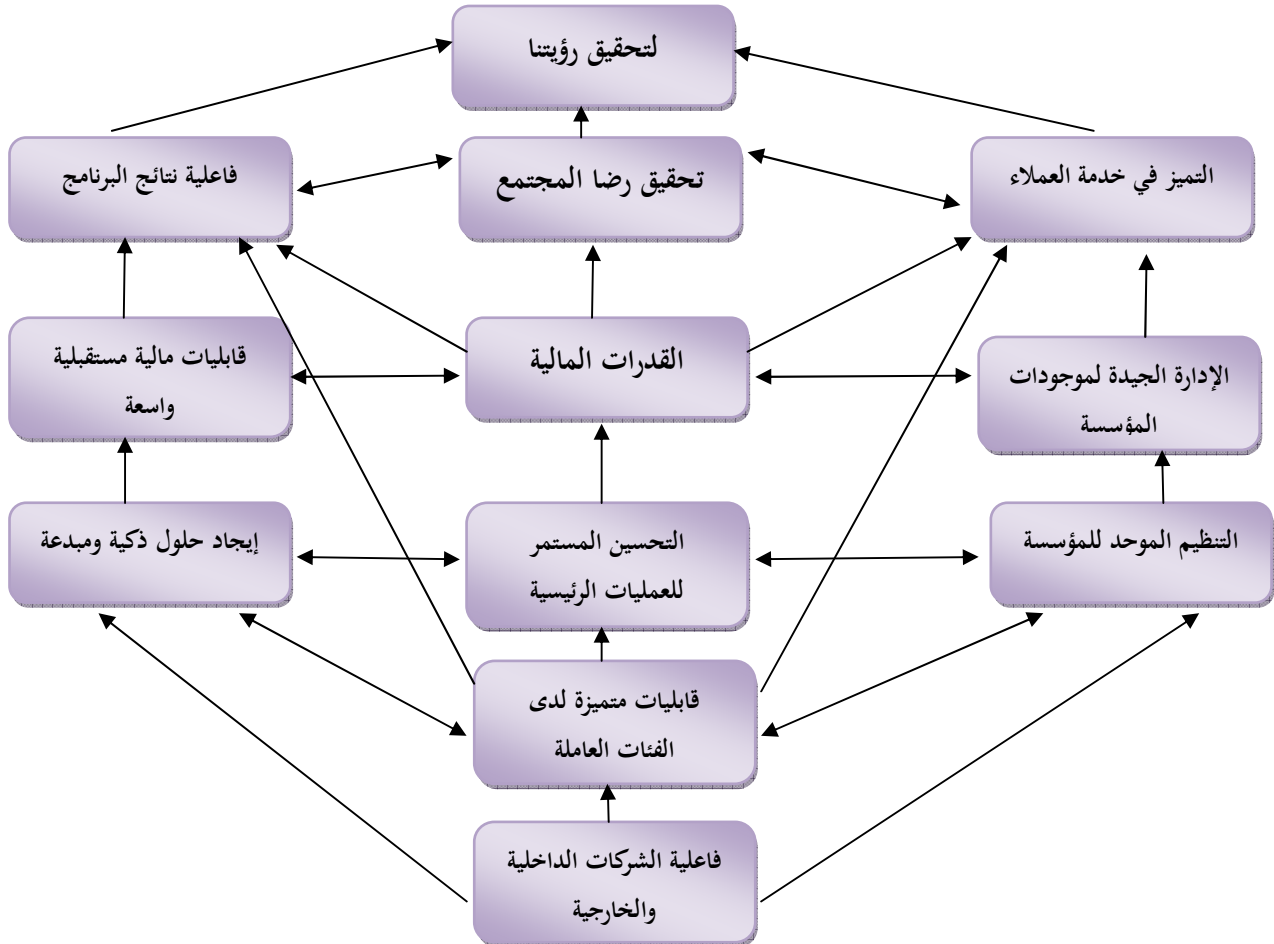 لتحقيق رؤيتنا
التميز في خدمة العملاء
تحقيق رضا المجتمع
فاعلية نتائج البرنامج
الإدارة الجيدة لموجودات
المؤسسة
القدرات المالية
قابليات مالية مستقبلية
واسعة
التنظيم الموحد للمؤسسة
التحسين المستمر
للعمليات الرئيسية
إيجاد حلول ذكية ومبدعة
قابليات متميزة لدى
الفئات العاملة
فاعلية الشركات الداخلية
والخارجية